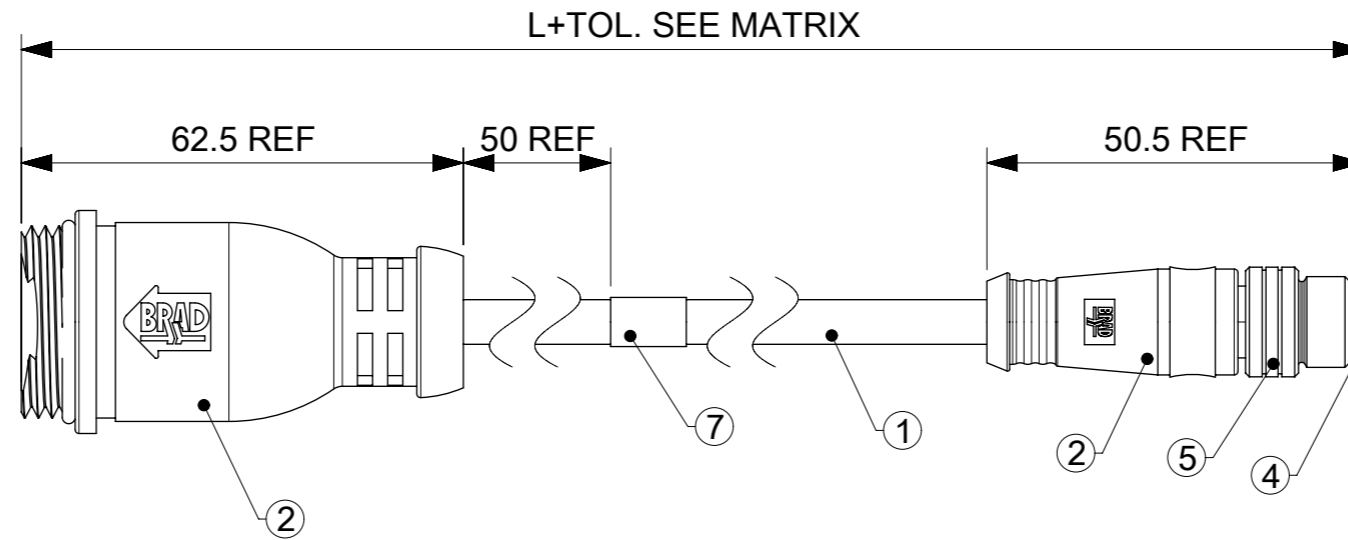 L+TOL. SEE MATRIX
62.5 REF
50 REF
50.5 REF
BRAD
BRAD
7
1
2
5
4
2